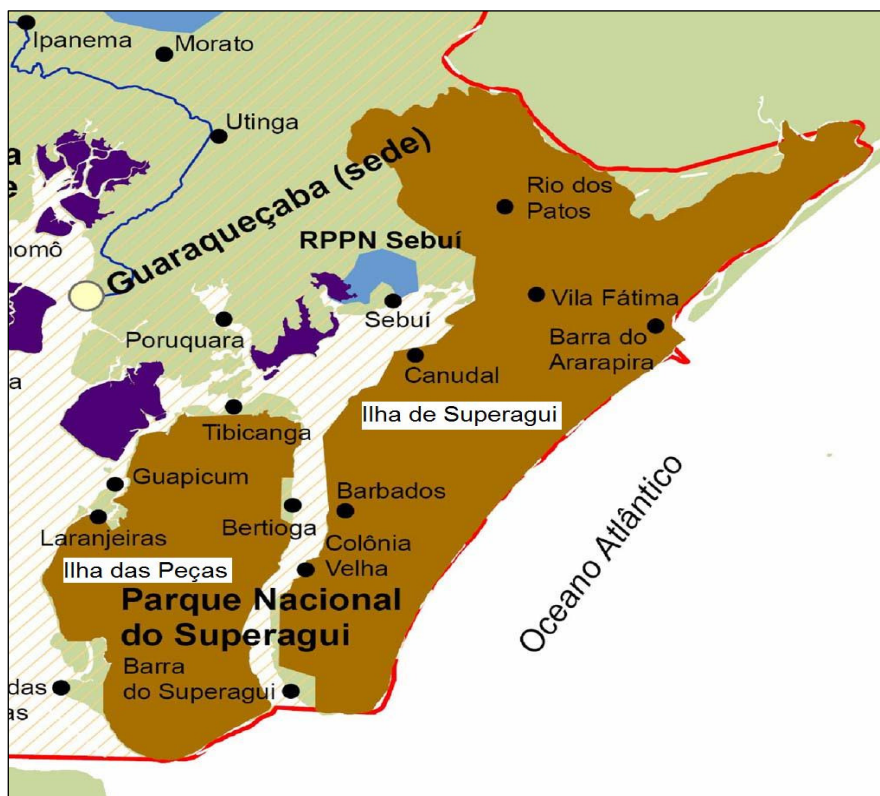 Ipanema
Morato
Utinga
Guaraqueçaba (sede)
Rio dos
Patos
RPPN Sebuí
Sebuí
Vila Fátima
Poruquara
Barra do
Ararapira
Canudal
Ilha de Superagui
Tibicanga
Guapicum
Barbados
Laranjeiras
Bertioga
Colônia
Velha
Ilha das Peças
Parque Nacional
do Superagui
Barra
do Superagui
Oceano Atlântico